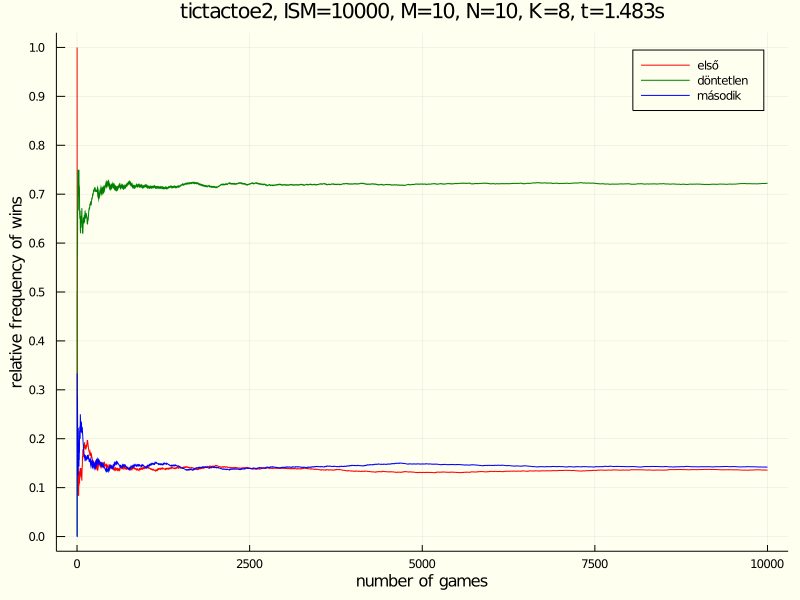 tictactoe2, ISM=10000, M=10, N=10, K=8, t=1.483s
első
döntetlen
második
relative frequency of wins
1.0
0.9
0.8
0.7
0.6
0.5
0.4
0.3
0.2
0.1
0.0
0
2500
5000
7500
10000
number of games